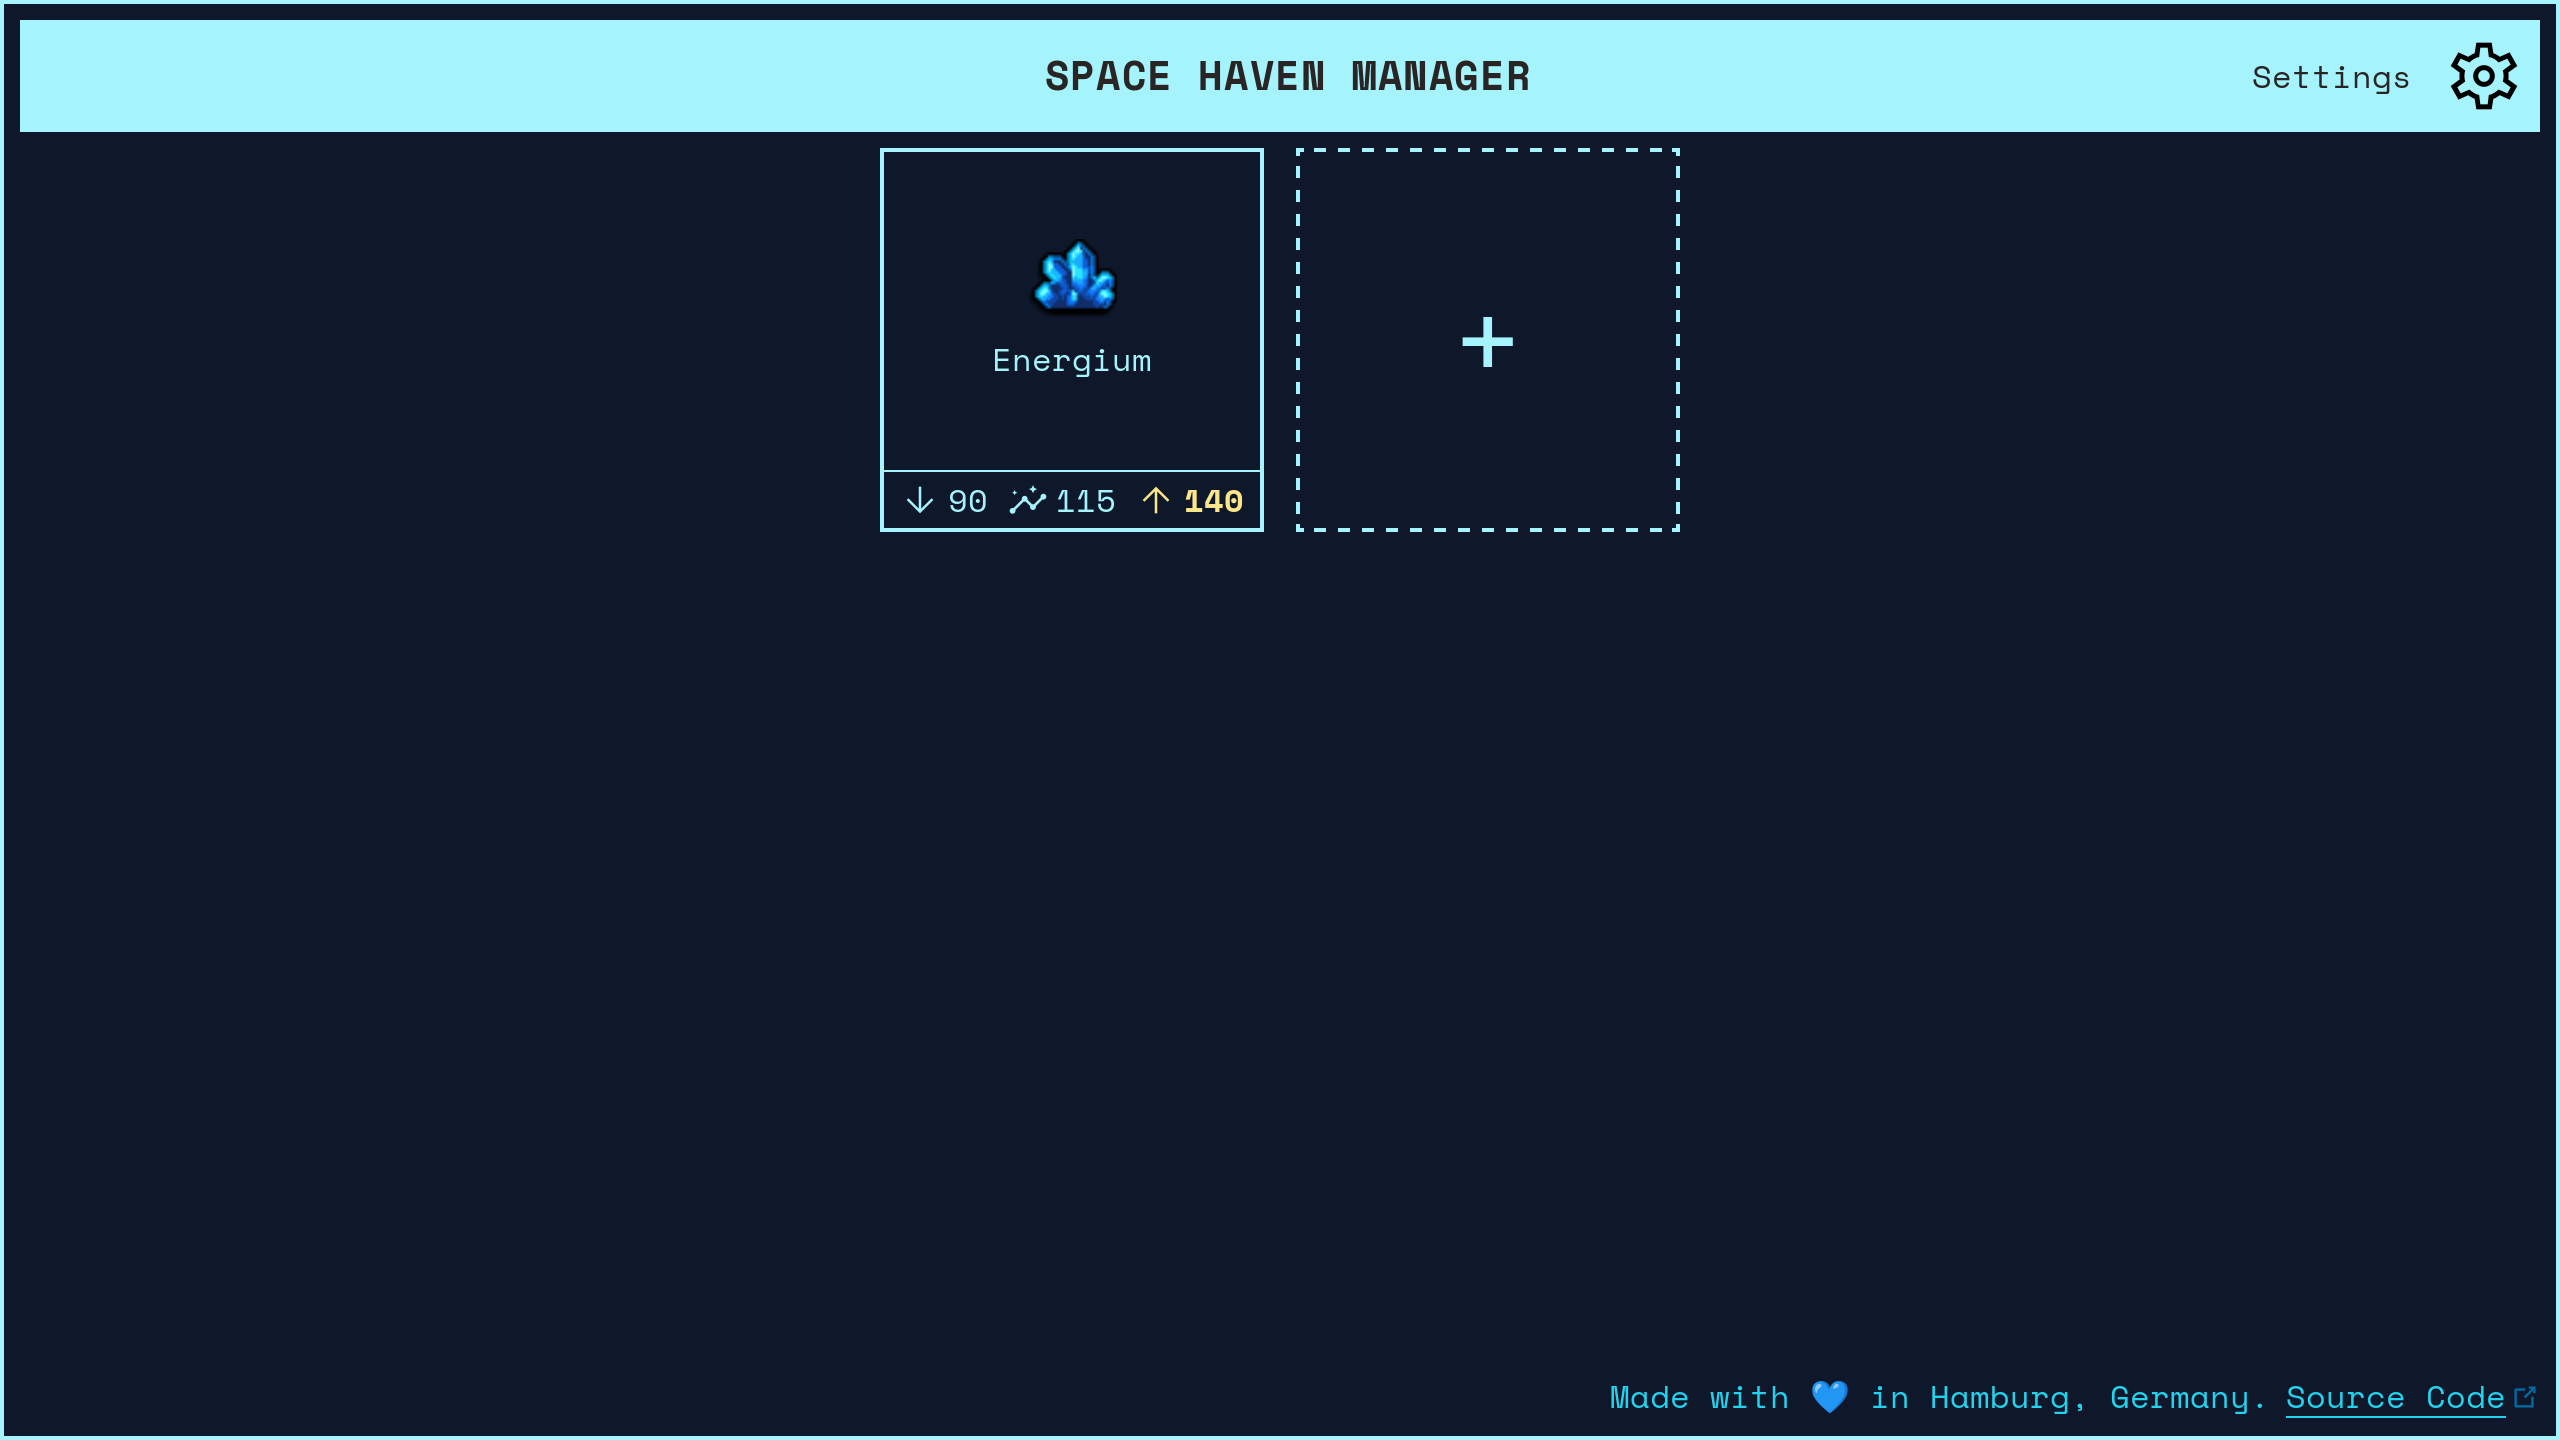 SPACE HAVEN MANAGER
Settings
Energium
90 115 140
Made with 💙 in Hamburg, Germany. Source Code